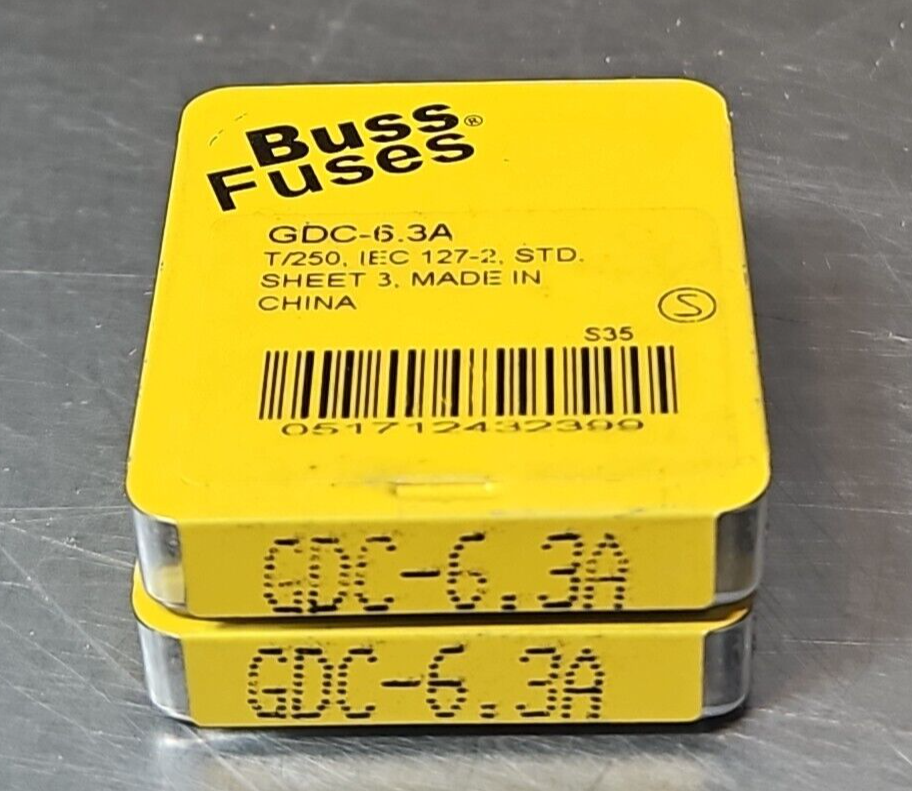 Buss®
Fuses
GDC-6.3A
T/250, IEC 127-2, STD.
SHEET 3, MADE IN
CHINA
S
S35
051712432399
GDC-6.3A
GDC-6.3A